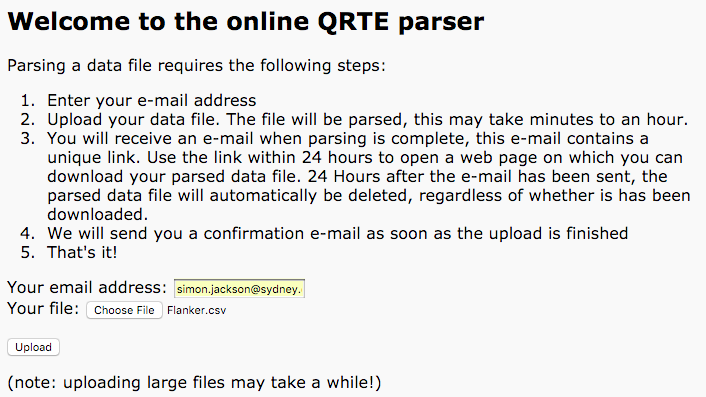 Welcome to the online QRTE parser
Parsing a data file requires the following steps:
1. Enter your e-mail address
2. Upload your data file. The file will be parsed, this may take minutes to an hour.
3. You will receive an e-mail when parsing is complete, this e-mail contains a
unique link. Use the link within 24 hours to open a web page on which you can
download your parsed data file. 24 Hours after the e-mail has been sent, the
parsed data file will automatically be deleted, regardless of whether is has been
downloaded.
4. We will send you a confirmation e-mail as soon as the upload is finished
5. That's it!
Your email address: simon.jackson@sydney.
Your file: Choose File Flanker.csv
Upload
(note: uploading large files may take a while!)